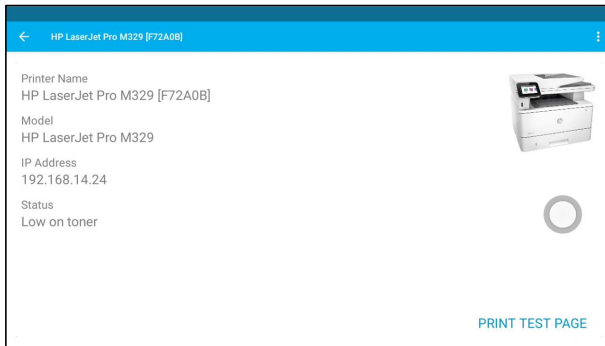 HP LaserJet Pro M329 [F72A0B]
Printer Name
HP LaserJet Pro M329 [F72A0B]
Model
HP LaserJet Pro M329
IP Address
192.168.14.24
Status
Low on toner
PRINT TEST PAGE